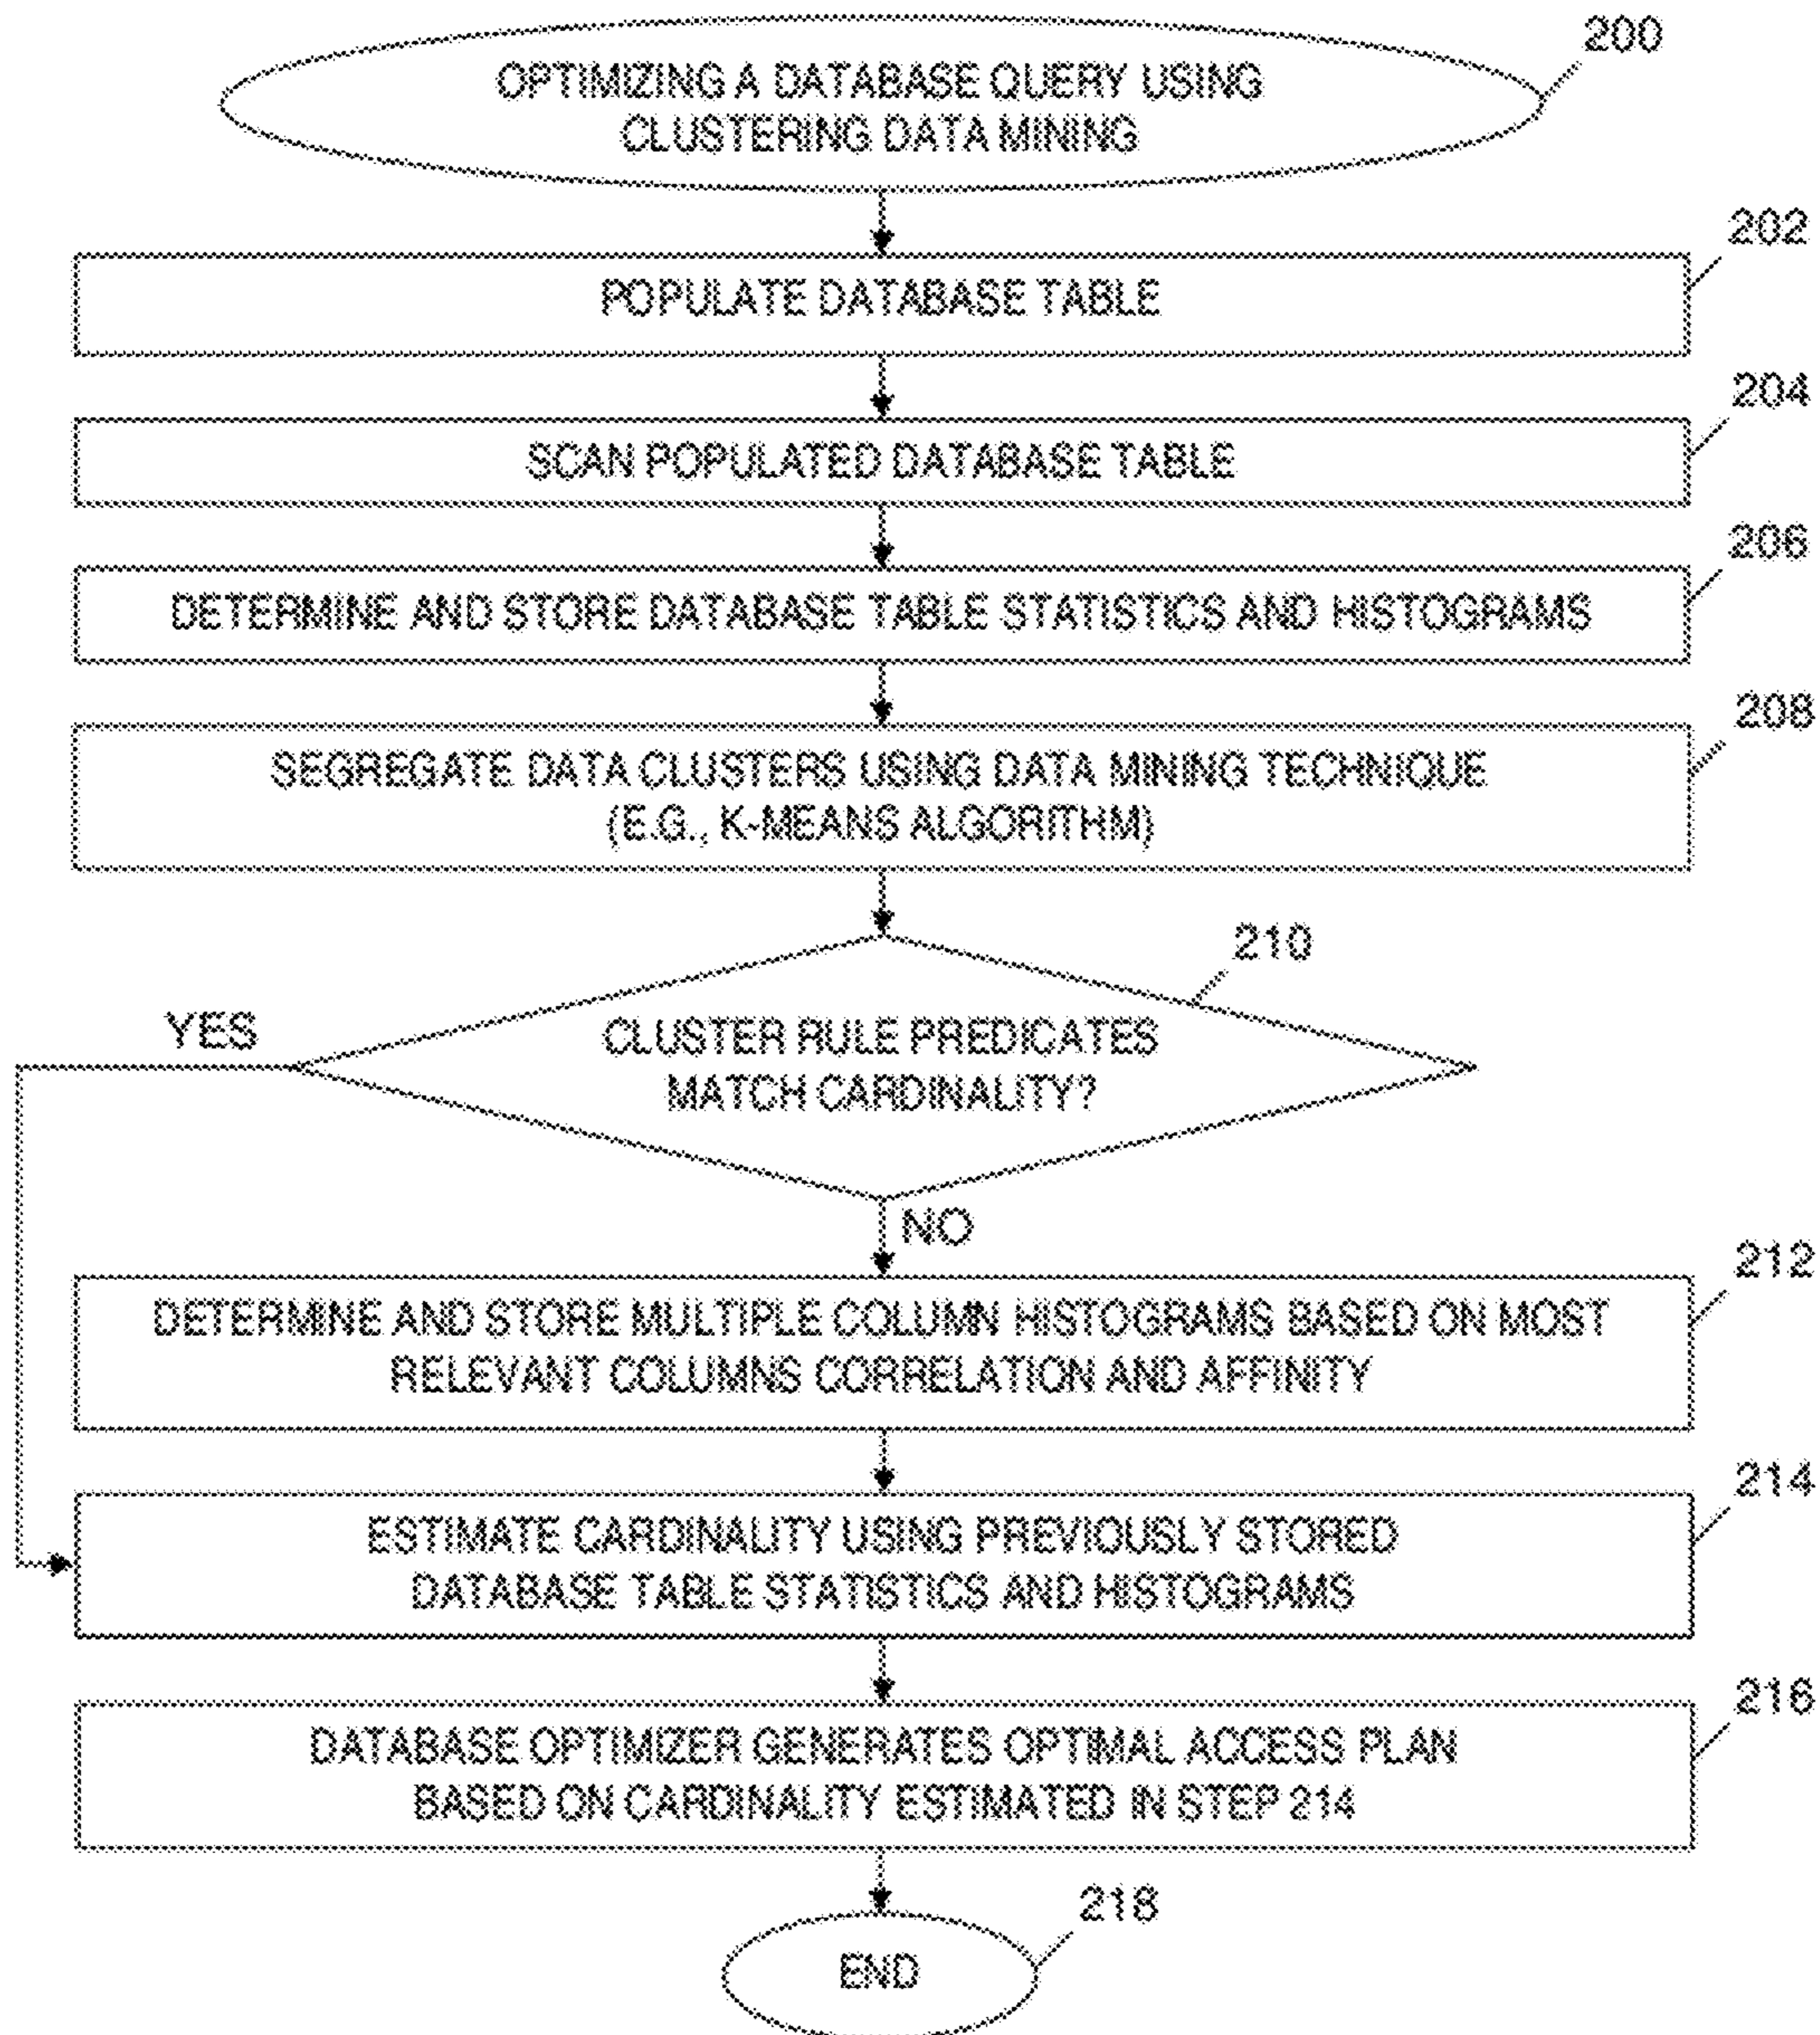 200
OPTIMIZING A DATABASE QUERY USING
CLUSTERING DATA MINING
202
POPULATE DATABASE TABLE
204
SCAN POPULATED DATABASE TABLE
206
DETERMINE AND STORE DATABASE TABLE STATISTICS AND HISTOGRAMS
208
SEGREGATE DATA CLUSTERS USING DATA MINING TECHNIQUE
(E.G., K-MEANS ALGORITHM)
210
YES
CLUSTER RULE PREDICATES
MATCH CARDINALITY?
NO
212
DETERMINE AND STORE MULTIPLE COLUMN HISTOGRAMS BASED ON MOST
RELEVANT COLUMNS CORRELATION AND AFFINITY
214
ESTIMATE CARDINALITY USING PREVIOUSLY STORED
DATABASE TABLE STATISTICS AND HISTOGRAMS
216
DATABASE OPTIMIZER GENERATES OPTIMAL ACCESS PLAN
BASED ON CARDINALITY ESTIMATED IN STEP 214
218
END